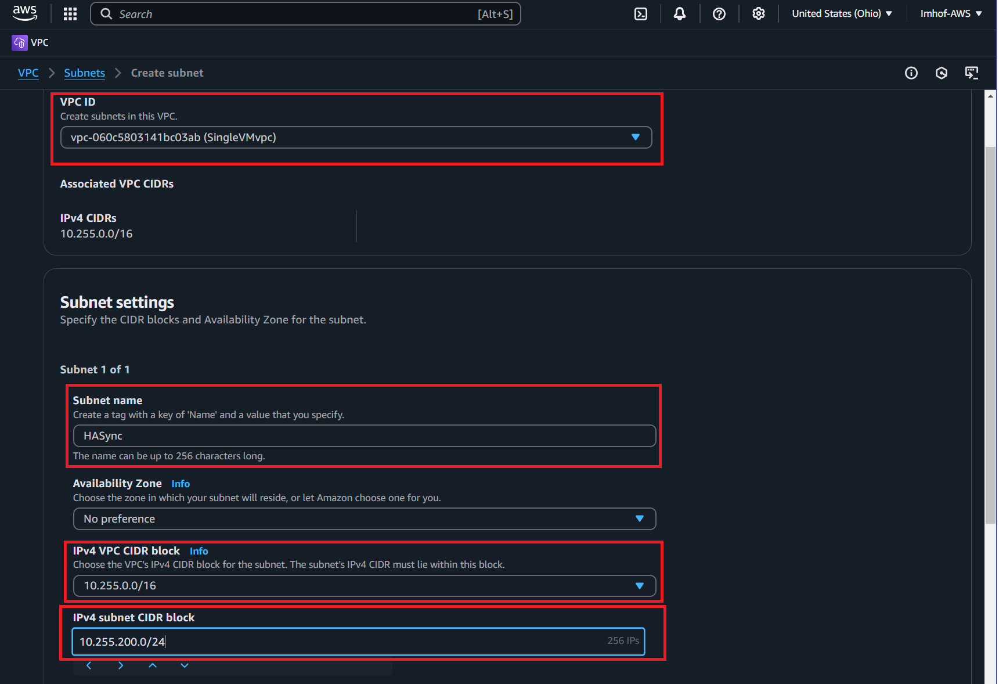 aws
Search [Alt+S]
United States (Ohio)
Imhof-AWS
VPC
VPC
Subnets
Create subnet
VPC ID
Create subnets in this VPC.
vpc-060c5803141bc03ab (SingleVMvpc)
Associated VPC CIDRs
IPv4 CIDRs
10.255.0.0/16
Subnet settings
Specify the CIDR blocks and Availability Zone for the subnet.
Subnet 1 of 1
Subnet name
Create a tag with a key of 'Name' and a value that you specify.
HASync
The name can be up to 256 characters long.
Availability Zone Info
Choose the zone in which your subnet will reside, or let Amazon choose one for you.
No preference
IPv4 VPC CIDR block Info
Choose the VPC's IPv4 CIDR block for the subnet. The subnet's IPv4 CIDR must lie within this block.
10.255.0.0/16
IPv4 subnet CIDR block
10.255.200.0/24 256 IPs